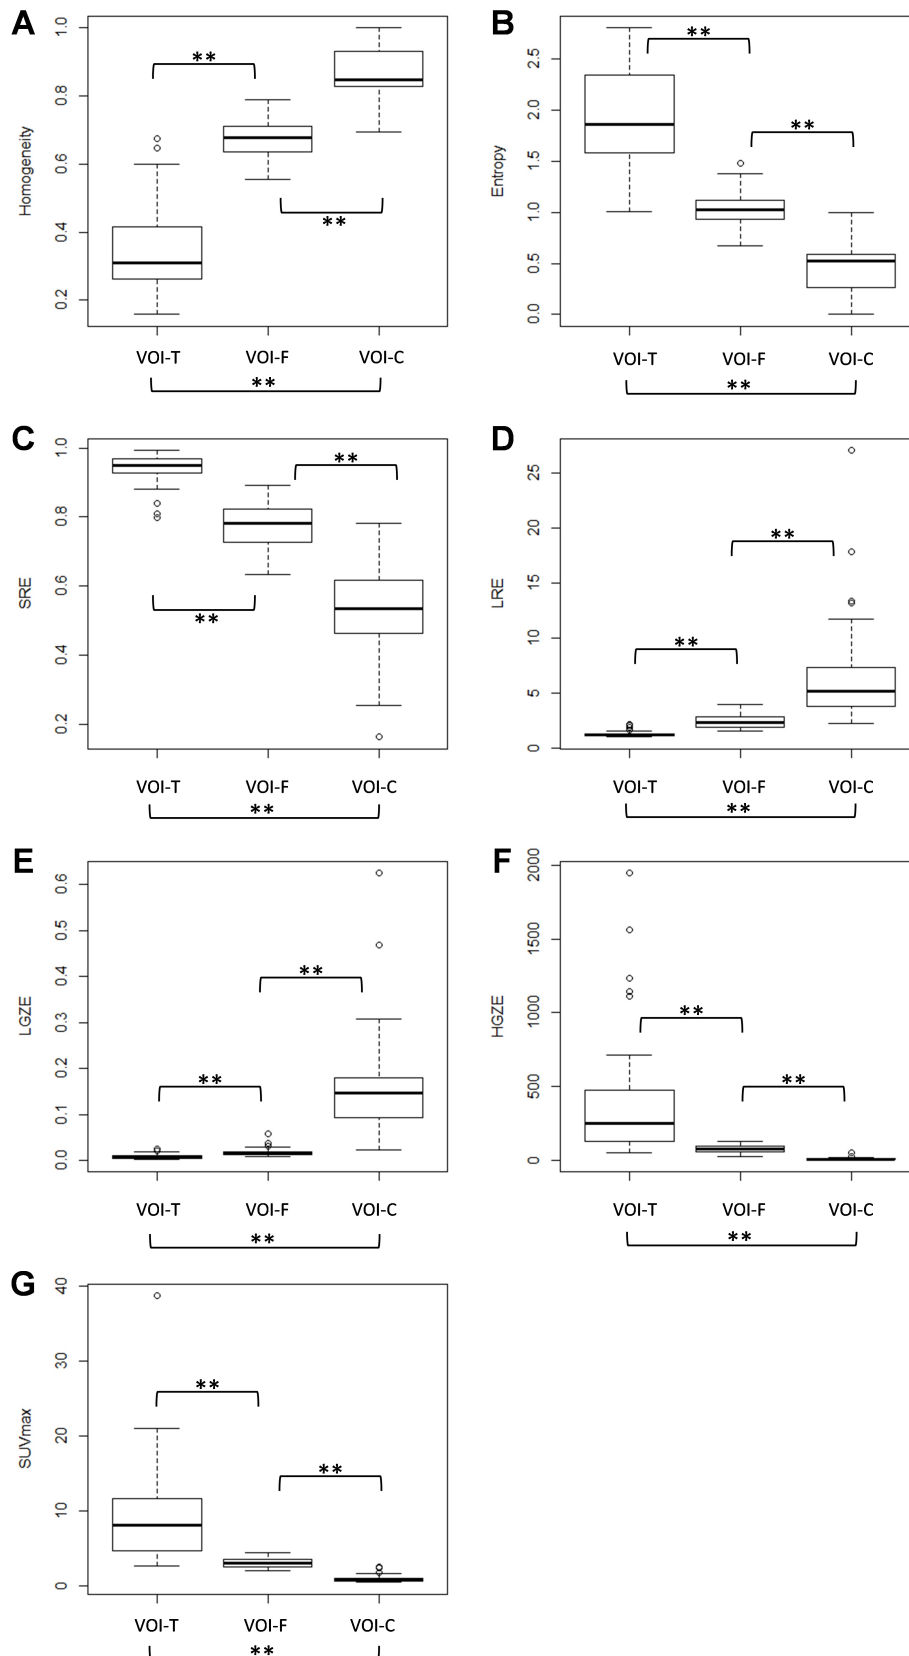 A
Homogeneity
0.2 0.4 0.6 0.8 1.0
**
**
VOI-T VOI-F VOI-C
**
B
Entropy
0.0 0.5 1.0 1.5 2.0 2.5
**
**
VOI-T VOI-F VOI-C
**
C
SRE
0.2 0.4 0.6 0.8 1.0
**
**
VOI-T VOI-F VOI-C
**
D
LRE
0 5 10 15 20 25
**
**
VOI-T VOI-F VOI-C
**
E
LGZE
0.0 0.1 0.2 0.3 0.4 0.5 0.6
**
**
VOI-T VOI-F VOI-C
**
F
HGZE
0 500 1000 1500 2000
**
**
VOI-T VOI-F VOI-C
**
G
SUVmax
0 10 20 30 40
**
**
VOI-T VOI-F VOI-C
**